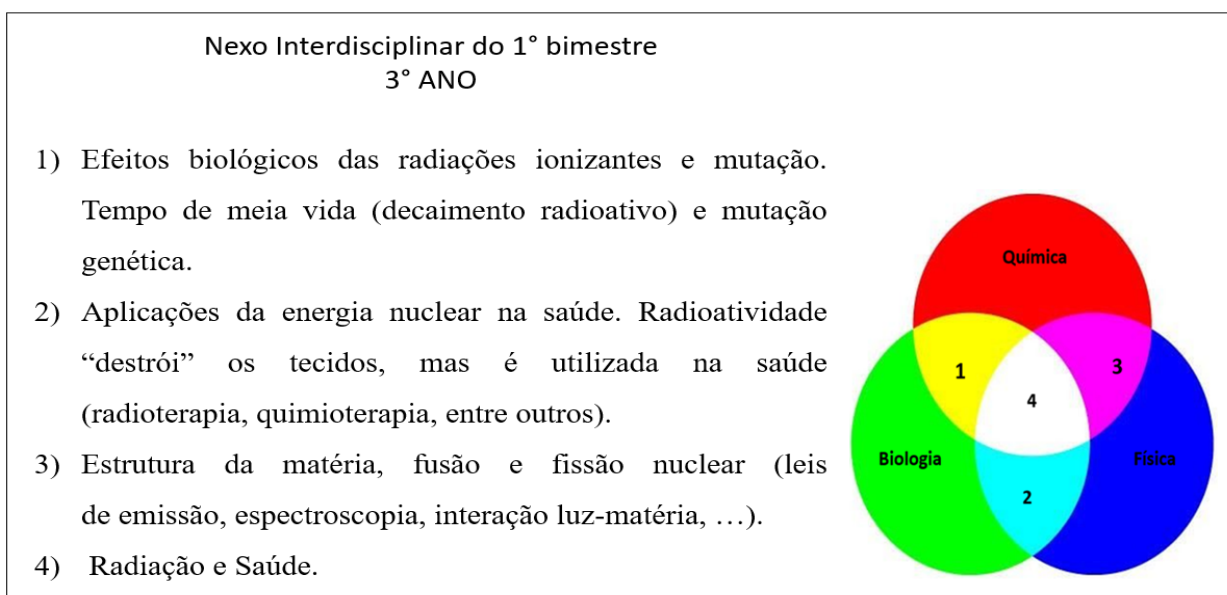 Nexo Interdisciplinar do 1° bimestre
3° ANO
1) Efeitos biológicos das radiações ionizantes e mutação.
Tempo de meia vida (decaimento radioativo) e mutação
genética.
2) Aplicações da energia nuclear na saúde. Radioatividade
“destrói” os tecidos, mas é utilizada na saúde
(radioterapia, quimioterapia, entre outros).
3) Estrutura da matéria, fusão e fissão nuclear (leis
de emissão, espectroscopia, interação luz-matéria, …).
4) Radiação e Saúde.
Química
1
3
4
Biologia
Física
2